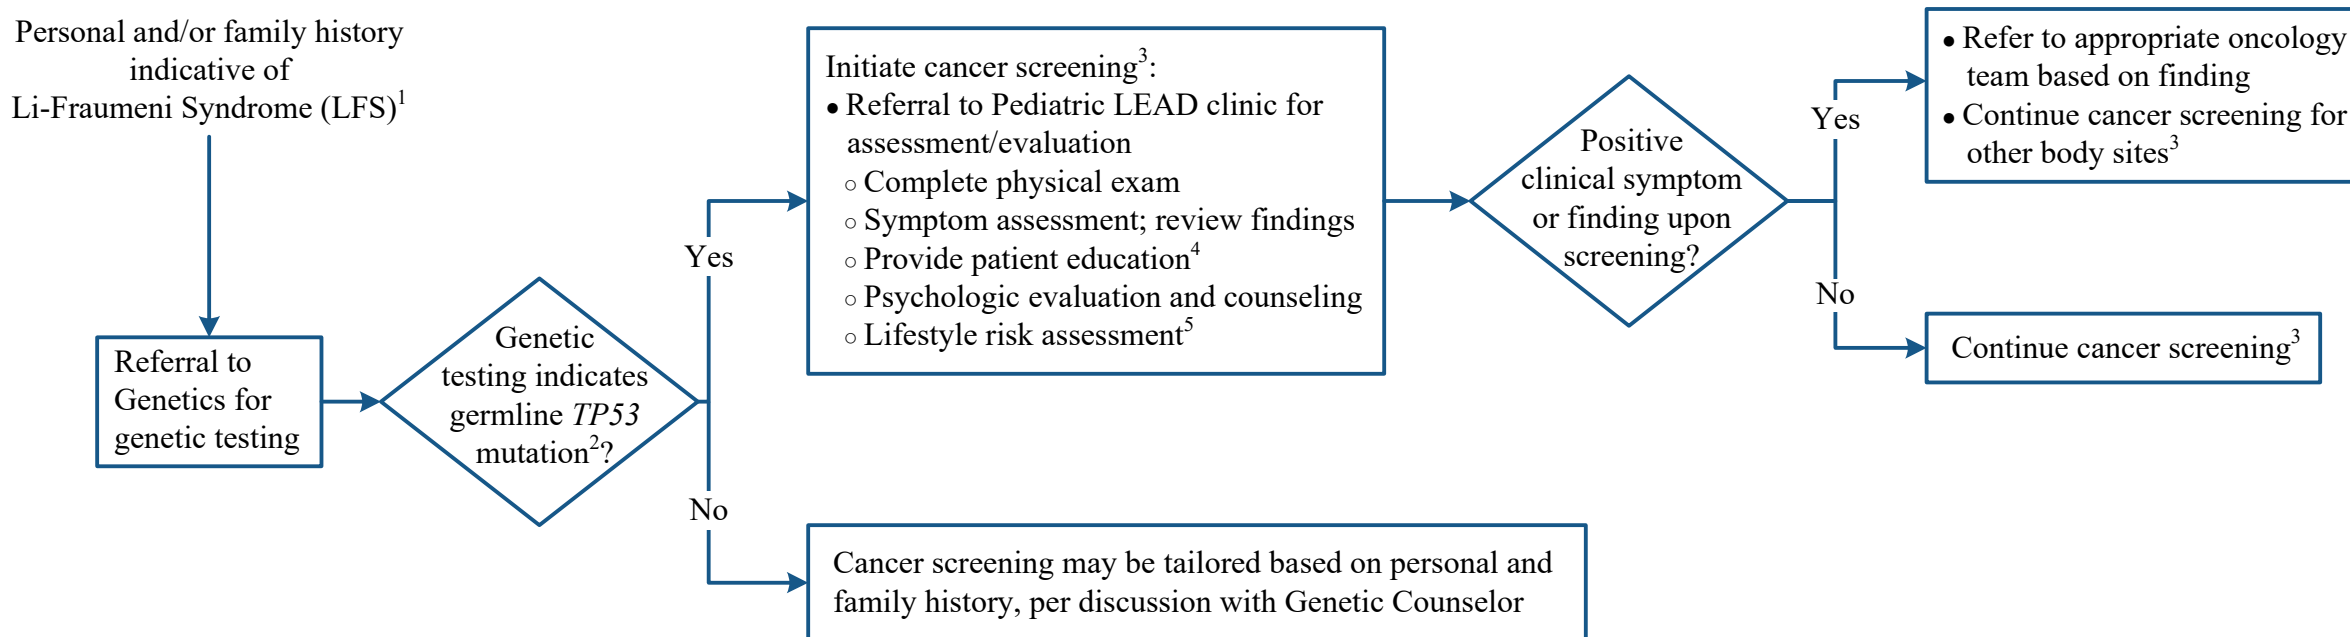 Personal and/or family history
indicative of
Li-Fraumeni Syndrome (LFS)1
Referral to
Genetics for
genetic testing
Genetic
testing indicates
germline TP53
mutation2?
Yes
No
Initiate cancer screening3:
• Referral to Pediatric LEAD clinic for
assessment/evaluation
○ Complete physical exam
○ Symptom assessment; review findings
○ Provide patient education4
○ Psychologic evaluation and counseling
○ Lifestyle risk assessment5
Cancer screening may be tailored based on personal and
family history, per discussion with Genetic Counselor
Positive
clinical symptom
or finding upon
screening?
Yes
No
• Refer to appropriate oncology
team based on finding
• Continue cancer screening for
other body sites3
Continue cancer screening3